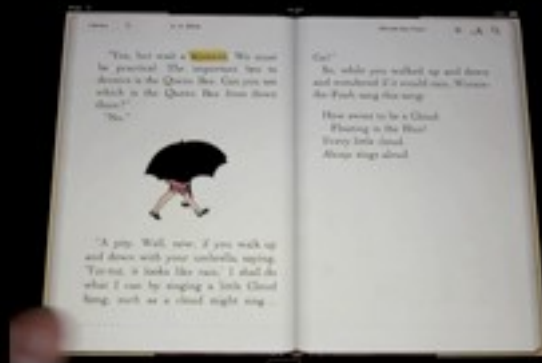 "Yes, but wait a moment. We must
be practical. The important bee to
deceive is the Queen Bee. Can you see
which is the Queen Bee from down
there?"
"No."
"A pity. Well, now, if you walk up
and down with your umbrella, saying,
'Tut-tut, it looks like rain,' I shall do
what I can by singing a little Cloud
Song, such as a cloud might sing. . .
Go!"
So, while you walked up and down
and wondered if it would rain, Winnie-
the-Pooh sang this song:
How sweet to be a Cloud
Floating in the Blue!
Every little cloud
Always sings aloud.